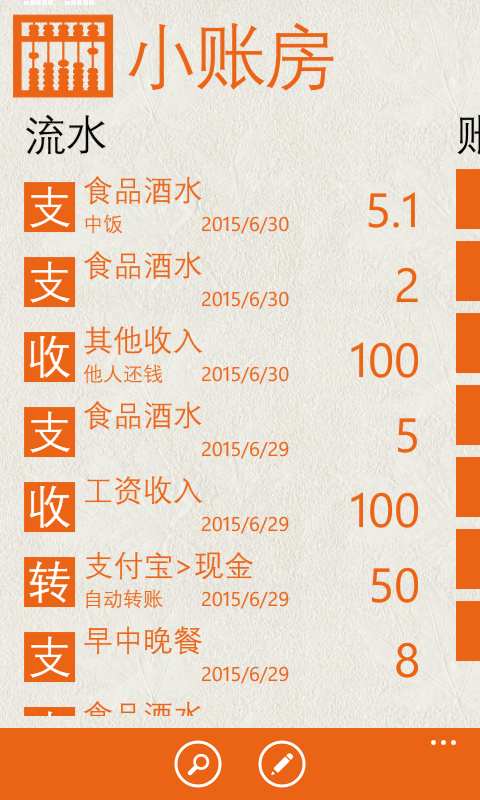 小账房
流水
账
支
食品酒水
5.1
中饭
2015/6/30
支
食品酒水
2
2015/6/30
收
其他收入
100
他人还钱
2015/6/30
支
食品酒水
5
2015/6/29
收
工资收入
100
2015/6/29
转
支付宝>现金
50
自动转账
2015/6/29
支
早中晚餐
8
2015/6/29
食品酒水